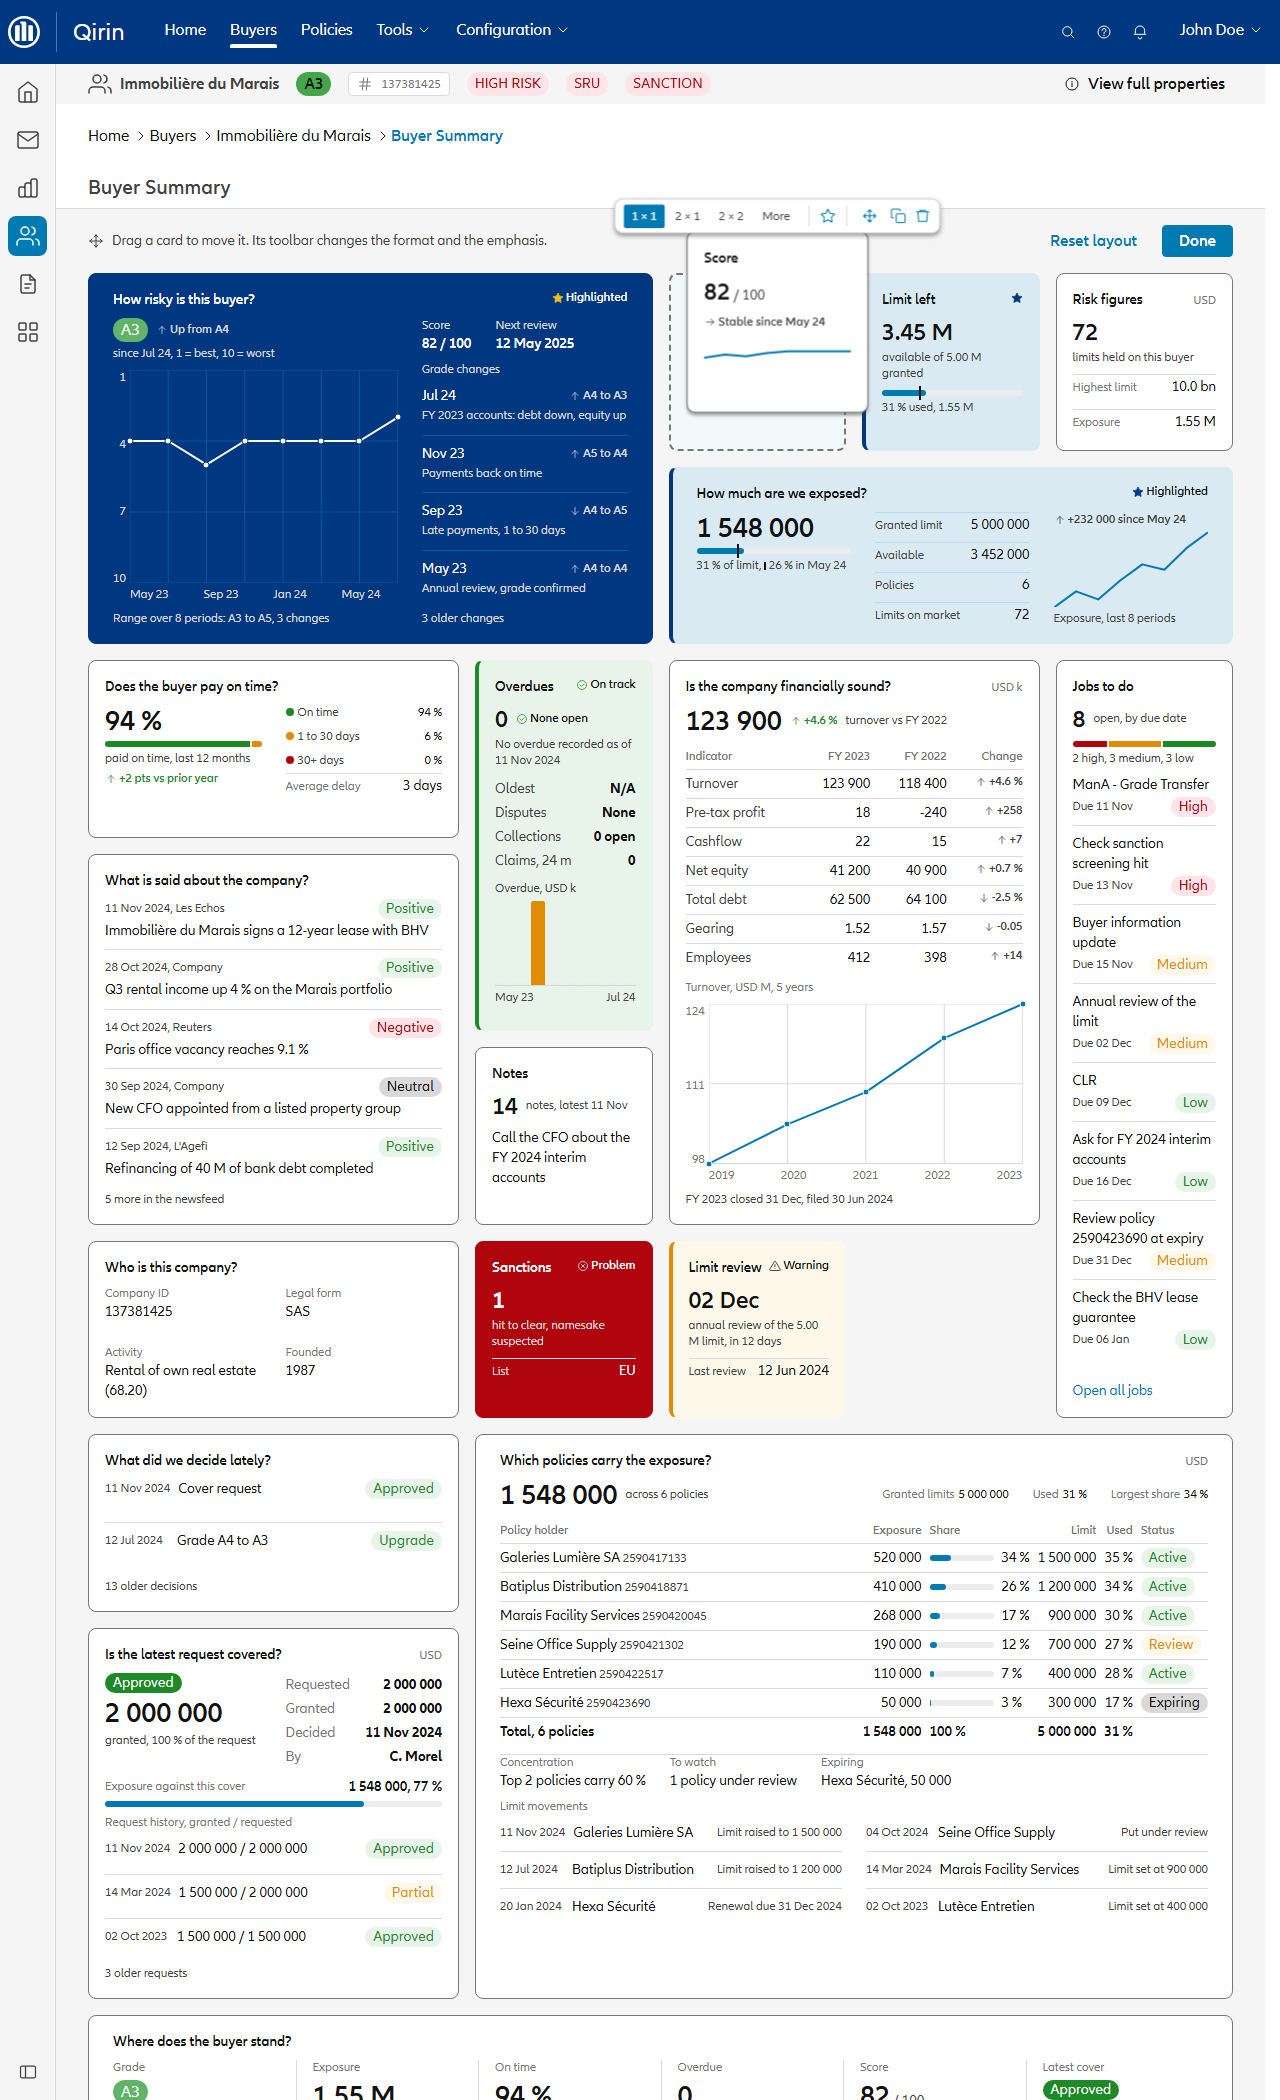 Qirin
Home
Buyers
Policies
Tools
Configuration
John Doe
Immobilière du Marais
A3
# 137381425
HIGH RISK
SRU
SANCTION
View full properties
Home > Buyers > Immobilière du Marais > Buyer Summary
Buyer Summary
Drag a card to move it. Its toolbar changes the format and the emphasis.
1 × 1
2 × 1
2 × 2
More
Reset layout
Done
How risky is this buyer?
Highlighted
A3 ↑ Up from A4
since Jul 24, 1 = best, 10 = worst
1
4
7
10
May 23
Sep 23
Jan 24
May 24
Range over 8 periods: A3 to A5, 3 changes
Score
82 / 100
Next review
12 May 2025
Grade changes
Jul 24 ↑ A4 to A3
FY 2023 accounts: debt down, equity up
Nov 23 ↑ A5 to A4
Payments back on time
Sep 23 ↓ A4 to A5
Late payments, 1 to 30 days
May 23 ↑ A4 to A4
Annual review, grade confirmed
3 older changes
Score
82 / 100
→ Stable since May 24
Limit left
3.45 M
available of 5.00 M
granted
31 % used, 1.55 M
Risk figures USD
72
limits held on this buyer
Highest limit 10.0 bn
Exposure 1.55 M
How much are we exposed?
Highlighted
1 548 000
31 % of limit, 26 % in May 24
Granted limit 5 000 000
Available 3 452 000
Policies 6
Limits on market 72
↑ +232 000 since May 24
Exposure, last 8 periods
Does the buyer pay on time?
94 %
paid on time, last 12 months
↑ +2 pts vs prior year
On time 94 %
1 to 30 days 6 %
30+ days 0 %
Average delay 3 days
Overdues
On track
0 None open
No overdue recorded as of
11 Nov 2024
Oldest N/A
Disputes None
Collections 0 open
Claims, 24 m 0
Overdue, USD k
May 23 Jul 24
Is the company financially sound? USD k
123 900 ↑ +4.6 % turnover vs FY 2022
Indicator FY 2023 FY 2022 Change
Turnover 123 900 118 400 ↑ +4.6 %
Pre-tax profit 18 -240 ↑ +258
Cashflow 22 15 ↑ +7
Net equity 41 200 40 900 ↑ +0.7 %
Total debt 62 500 64 100 ↓ -2.5 %
Gearing 1.52 1.57 ↓ -0.05
Employees 412 398 ↑ +14
Turnover, USD M, 5 years
124
111
98
2019 2020 2021 2022 2023
FY 2023 closed 31 Dec, filed 30 Jun 2024
Jobs to do
8 open, by due date
2 high, 3 medium, 3 low
ManA - Grade Transfer
Due 11 Nov High
Check sanction
screening hit
Due 13 Nov High
Buyer information
update
Due 15 Nov Medium
Annual review of the
limit
Due 02 Dec Medium
CLR
Due 09 Dec Low
Ask for FY 2024 interim
accounts
Due 16 Dec Low
Review policy
2590423690 at expiry
Due 31 Dec Medium
Check the BHV lease
guarantee
Due 06 Jan Low
Open all jobs
What is said about the company?
11 Nov 2024, Les Echos Positive
Immobilière du Marais signs a 12-year lease with BHV
28 Oct 2024, Company Positive
Q3 rental income up 4 % on the Marais portfolio
14 Oct 2024, Reuters Negative
Paris office vacancy reaches 9.1 %
30 Sep 2024, Company Neutral
New CFO appointed from a listed property group
12 Sep 2024, L'Agefi Positive
Refinancing of 40 M of bank debt completed
5 more in the newsfeed
Notes
14 notes, latest 11 Nov
Call the CFO about the
FY 2024 interim
accounts
Who is this company?
Company ID
137381425
Legal form
SAS
Activity
Rental of own real estate
(68.20)
Founded
1987
Sanctions
Problem
1
hit to clear, namesake
suspected
List EU
Limit review
Warning
02 Dec
annual review of the 5.00
M limit, in 12 days
Last review 12 Jun 2024
What did we decide lately?
11 Nov 2024 Cover request Approved
12 Jul 2024 Grade A4 to A3 Upgrade
13 older decisions
Which policies carry the exposure? USD
1 548 000 across 6 policies
Granted limits 5 000 000
Used 31 %
Largest share 34 %
Policy holder Exposure Share Limit Used Status
Galeries Lumière SA 2590417133 520 000 34 % 1 500 000 35 % Active
Batiplus Distribution 2590418871 410 000 26 % 1 200 000 34 % Active
Marais Facility Services 2590420045 268 000 17 % 900 000 30 % Active
Seine Office Supply 2590421302 190 000 12 % 700 000 27 % Review
Lutèce Entretien 2590422517 110 000 7 % 400 000 28 % Active
Hexa Sécurité 2590423690 50 000 3 % 300 000 17 % Expiring
Total, 6 policies 1 548 000 100 % 5 000 000 31 %
Concentration
Top 2 policies carry 60 %
To watch
1 policy under review
Expiring
Hexa Sécurité, 50 000
Limit movements
11 Nov 2024 Galeries Lumière SA Limit raised to 1 500 000
04 Oct 2024 Seine Office Supply Put under review
12 Jul 2024 Batiplus Distribution Limit raised to 1 200 000
14 Mar 2024 Marais Facility Services Limit set at 900 000
20 Jan 2024 Hexa Sécurité Renewal due 31 Dec 2024
02 Oct 2023 Lutèce Entretien Limit set at 400 000
Is the latest request covered? USD
Approved
2 000 000
granted, 100 % of the request
Requested 2 000 000
Granted 2 000 000
Decided 11 Nov 2024
By C. Morel
Exposure against this cover 1 548 000, 77 %
Request history, granted / requested
11 Nov 2024 2 000 000 / 2 000 000 Approved
14 Mar 2024 1 500 000 / 2 000 000 Partial
02 Oct 2023 1 500 000 / 1 500 000 Approved
3 older requests
Where does the buyer stand?
Grade
A3
Exposure
1.55 M
On time
94 %
Overdue
0
Score
82 / 100
Latest cover
Approved